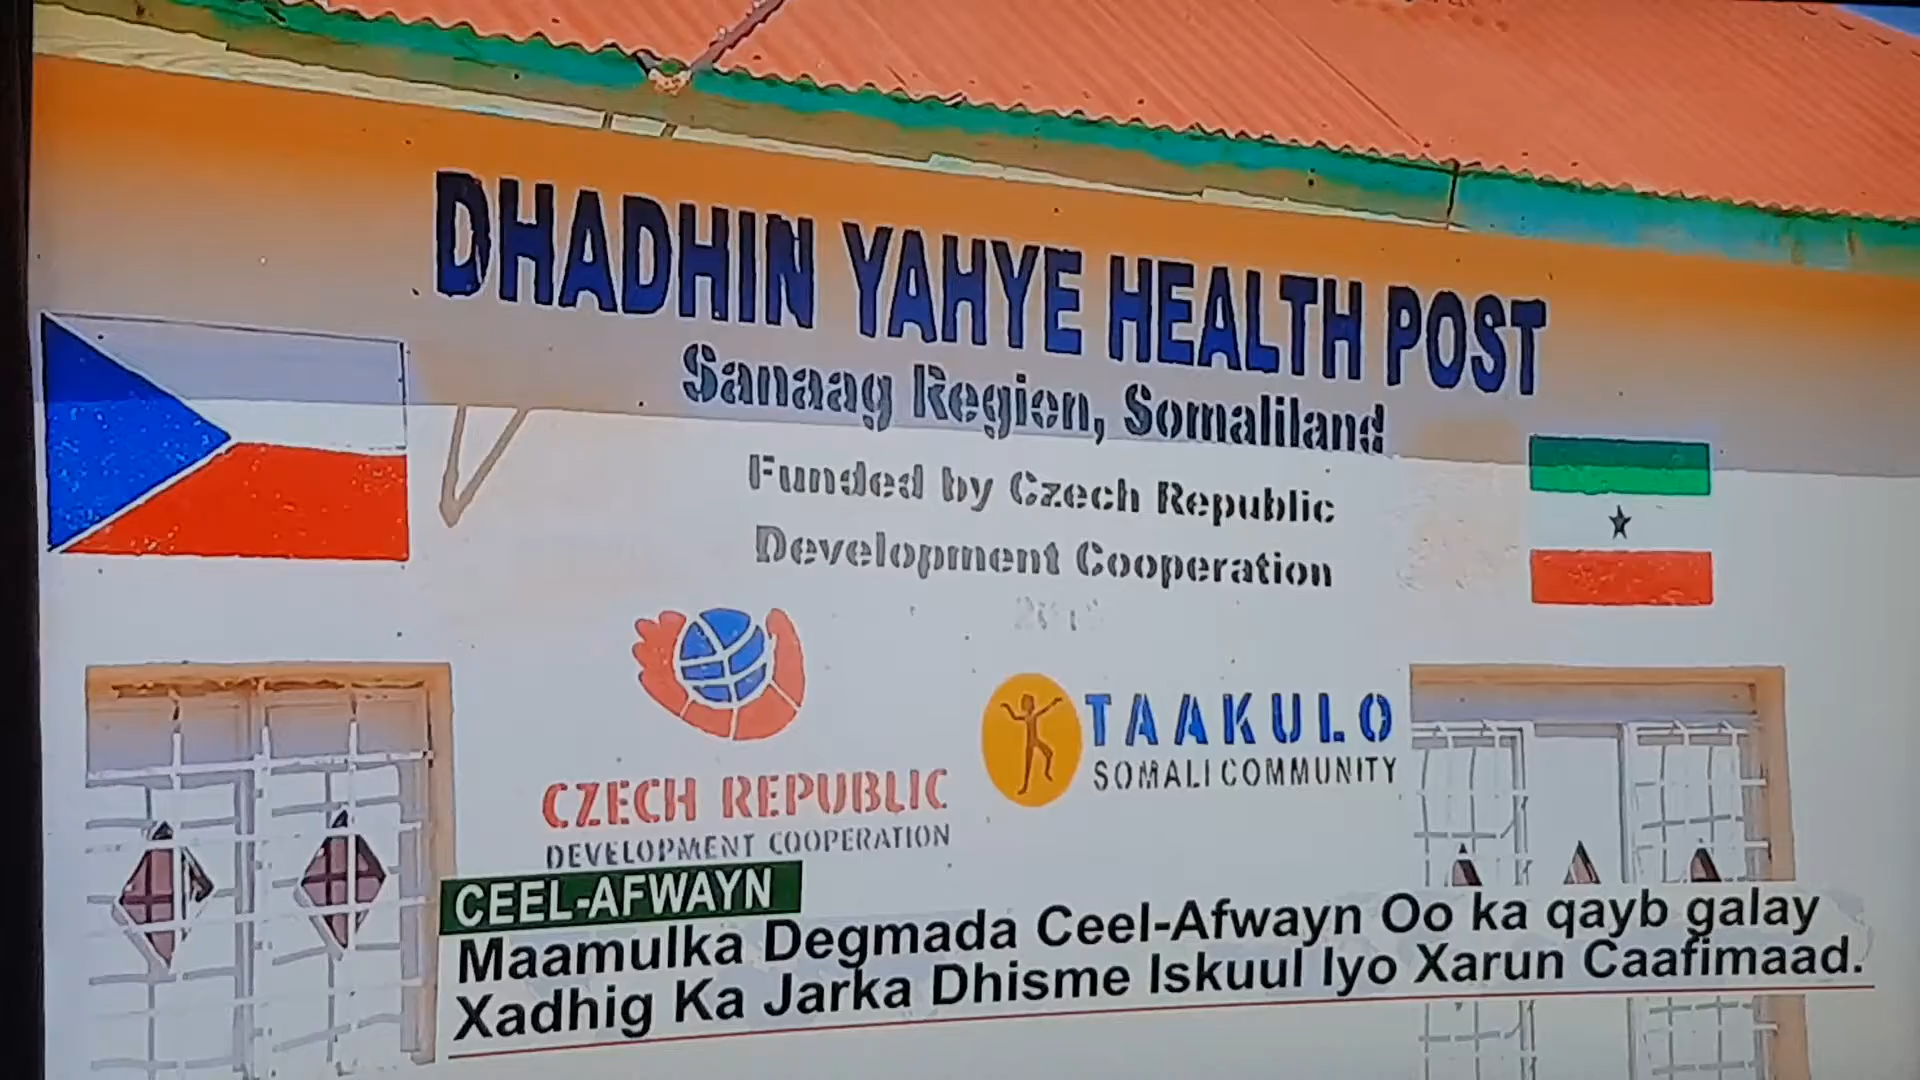 DHADHIN YAHYE HEALTH POST
Sanaag Region, Somaliland
Funded by Czech Republic
Development Cooperation
CZECH REPUBLIC
DEVELOPMENT COOPERATION
TAAKULO
SOMALI COMMUNITY
CEEL-AFWAYN
Maamulka Degmada Ceel-Afwayn Oo ka qayb galay
Xadhig Ka Jarka Dhisme Iskuul Iyo Xarun Caafimaad.